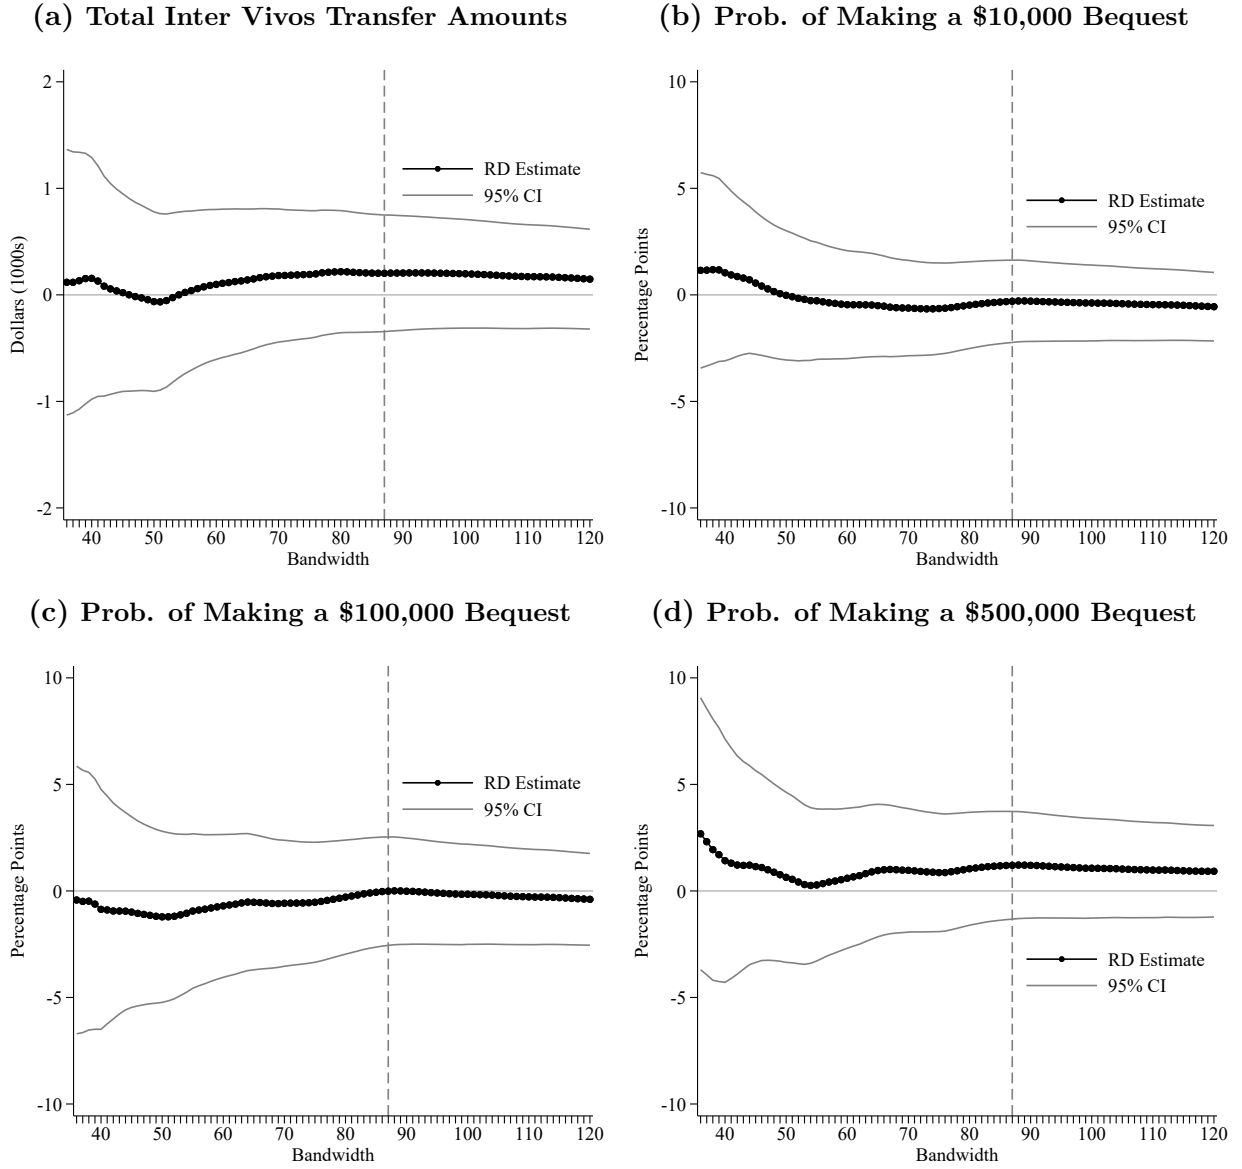 (a) Total Inter Vivos Transfer Amounts
2
1
0
-1
-2
Dollars (1000s)
RD Estimate
95% CI
40 50 60 70 80 90 100 110 120
Bandwidth
(b) Prob. of Making a $10,000 Bequest
10
5
0
-5
-10
Percentage Points
RD Estimate
95% CI
40 50 60 70 80 90 100 110 120
Bandwidth
(c) Prob. of Making a $100,000 Bequest
10
5
0
-5
-10
Percentage Points
RD Estimate
95% CI
40 50 60 70 80 90 100 110 120
Bandwidth
(d) Prob. of Making a $500,000 Bequest
10
5
0
-5
-10
Percentage Points
RD Estimate
95% CI
40 50 60 70 80 90 100 110 120
Bandwidth